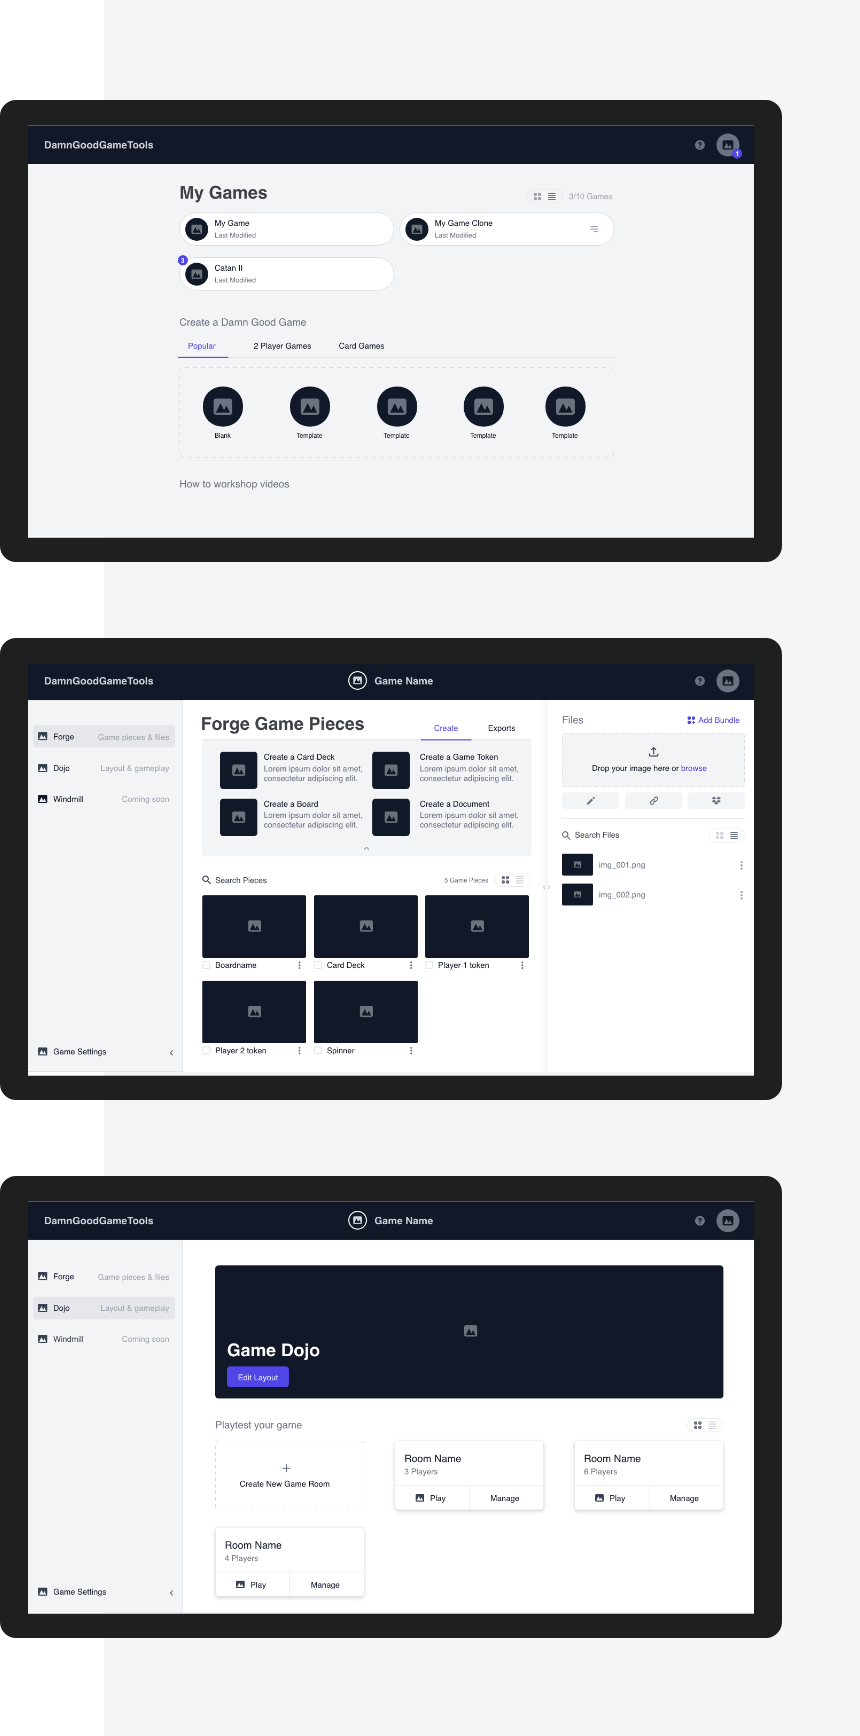 DamnGoodGameTools
1
My Games
3/10 Games
My Game
Last Modified
My Game Clone
Last Modified
3
Catan II
Last Modified
Create a Damn Good Game
Popular
2 Player Games
Card Games
Blank
Template
Template
Template
Template
How to workshop videos
DamnGoodGameTools
Game Name
Forge
Game pieces & files
Dojo
Layout & gameplay
Windmill
Coming soon
Game Settings
Forge Game Pieces
Create
Exports
Create a Card Deck
Lorem ipsum dolor sit amet,
consectetur adipiscing elit.
Create a Game Token
Lorem ipsum dolor sit amet,
consectetur adipiscing elit.
Create a Board
Lorem ipsum dolor sit amet,
consectetur adipiscing elit.
Create a Document
Lorem ipsum dolor sit amet,
consectetur adipiscing elit.
Search Pieces
5 Game Pieces
Boardname
Card Deck
Player 1 token
Player 2 token
Spinner
Files
Add Bundle
Drop your image here or browse
Search Files
img_001.png
img_002.png
DamnGoodGameTools
Game Name
Forge
Game pieces & files
Dojo
Layout & gameplay
Windmill
Coming soon
Game Settings
Game Dojo
Edit Layout
Playtest your game
Create New Game Room
Room Name
3 Players
Play
Manage
Room Name
6 Players
Play
Manage
Room Name
4 Players
Play
Manage